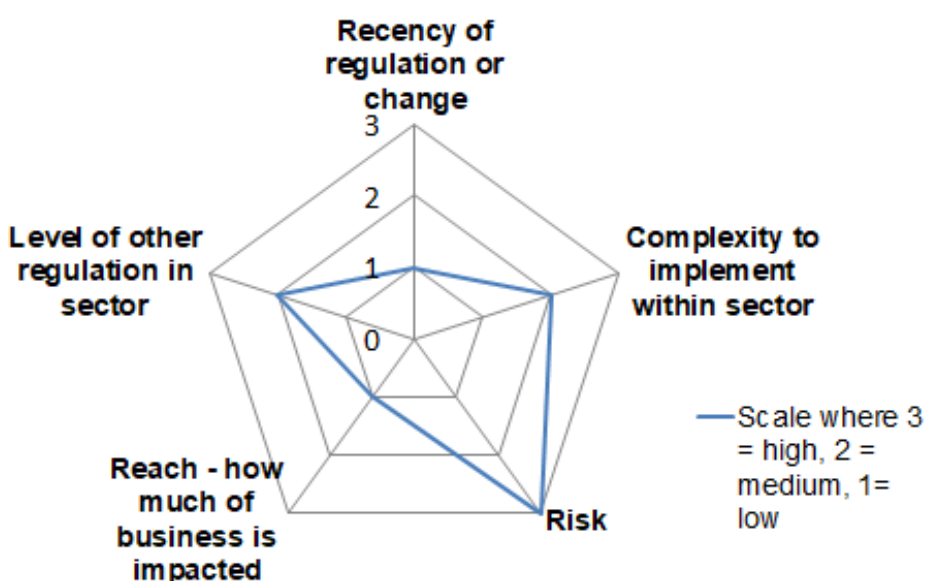 Recency of
regulation or
change
3
2
1
0
Level of other
regulation in
sector
Complexity to
implement
within sector
Reach - how
much of
business is
impacted
Risk
Scale where 3
= high, 2 =
medium, 1=
low